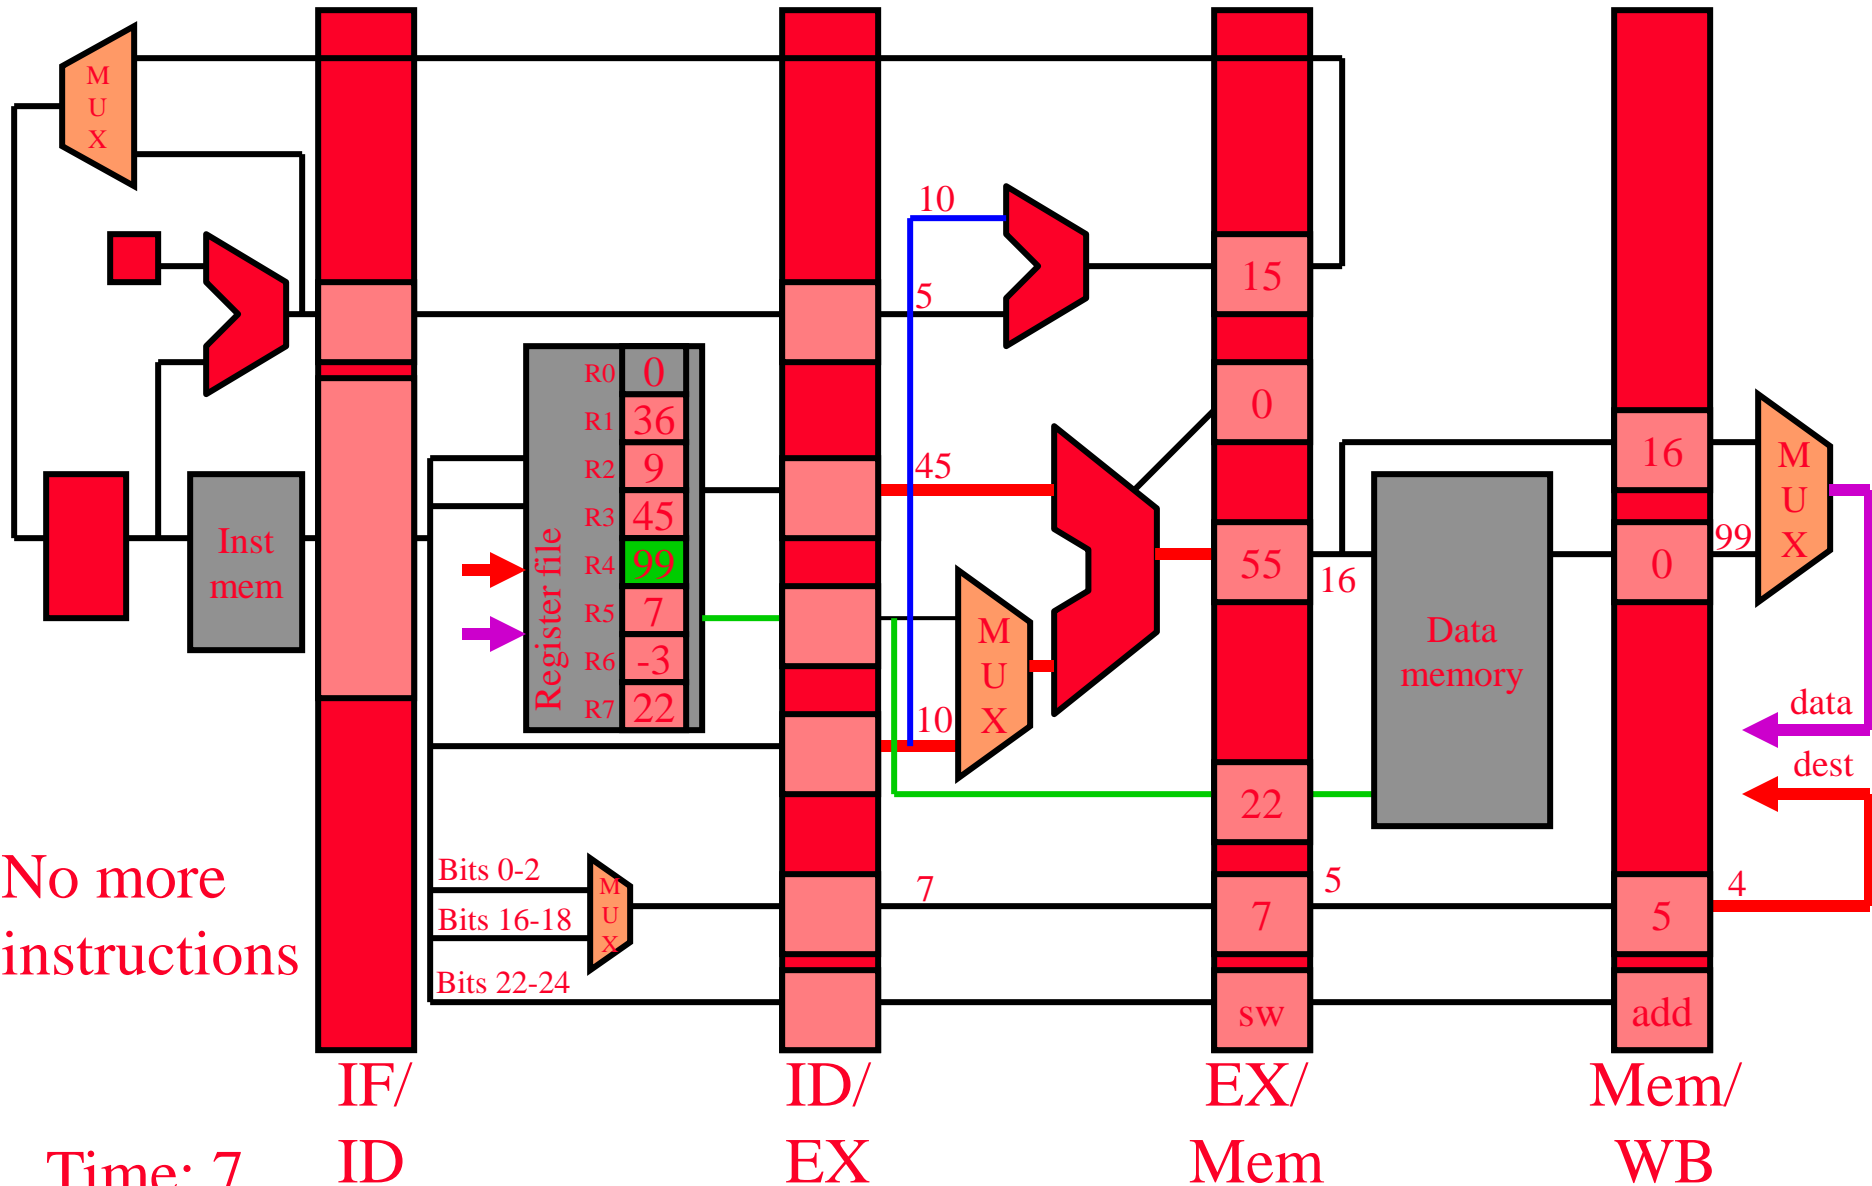 M
U
X
10
15
5
R0 0
R1 36
R2 9
R3 45
R4 99
R5 7
R6 -3
R7 22
Register file
Inst
mem
45
0
16
M
U
X
99
0
55
16
M
U
X
10
Data
memory
data
dest
22
No more
instructions
Bits 0-2
Bits 16-18
Bits 22-24
M
U
X
7
7
5
5
4
sw
add
IF/
ID
ID/
EX
EX/
Mem
Mem/
WB
Time: 7